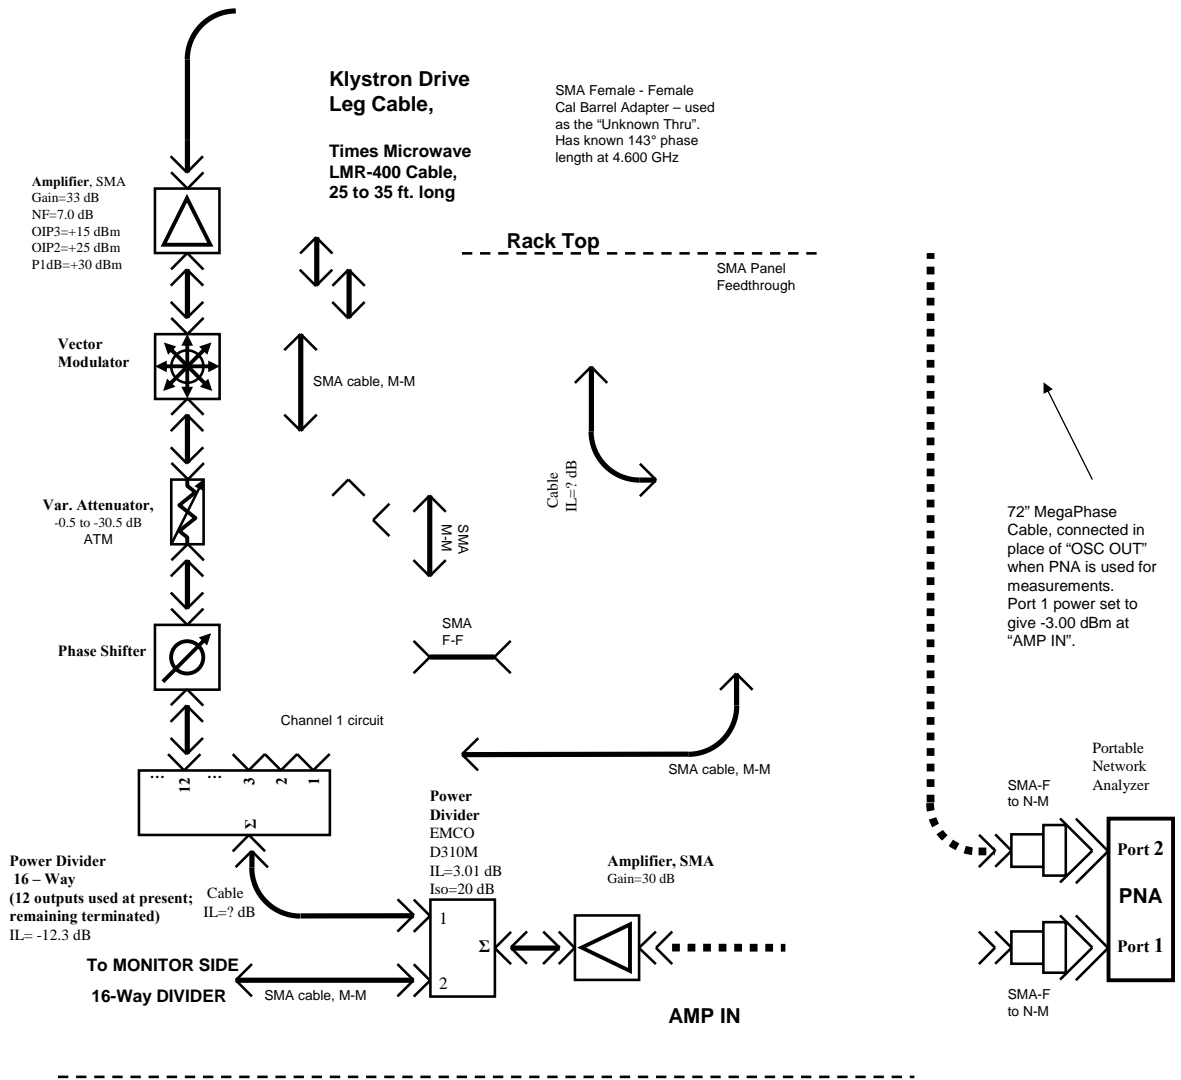 Klystron Drive
Leg Cable,
Times Microwave
LMR-400 Cable,
25 to 35 ft. long
SMA Female - Female
Cal Barrel Adapter – used
as the “Unknown Thru”.
Has known 143° phase
length at 4.600 GHz
Amplifier, SMA
Gain=33 dB
NF=7.0 dB
OIP3=+15 dBm
OIP2=+25 dBm
P1dB=+30 dBm
Rack Top
SMA Panel
Feedthrough
Vector
Modulator
SMA cable, M-M
Cable
IL=? dB
Var. Attenuator,
-0.5 to -30.5 dB
ATM
SMA
M-M
72” MegaPhase
Cable, connected in
place of “OSC OUT”
when PNA is used for
measurements.
Port 1 power set to
give -3.00 dBm at
“AMP IN”.
Phase Shifter
SMA
F-F
Channel 1 circuit
SMA cable, M-M
... 12 ... 3 2 1
Σ
Portable
Network
Analyzer
SMA-F
to N-M
Port 2
PNA
Port 1
SMA-F
to N-M
Power
Divider
EMCO
D310M
IL=3.01 dB
Iso=20 dB
1
Σ
2
Amplifier, SMA
Gain=30 dB
Power Divider
16 – Way
(12 outputs used at present;
remaining terminated)
IL= -12.3 dB
Cable
IL=? dB
To MONITOR SIDE
16-Way DIVIDER
SMA cable, M-M
AMP IN